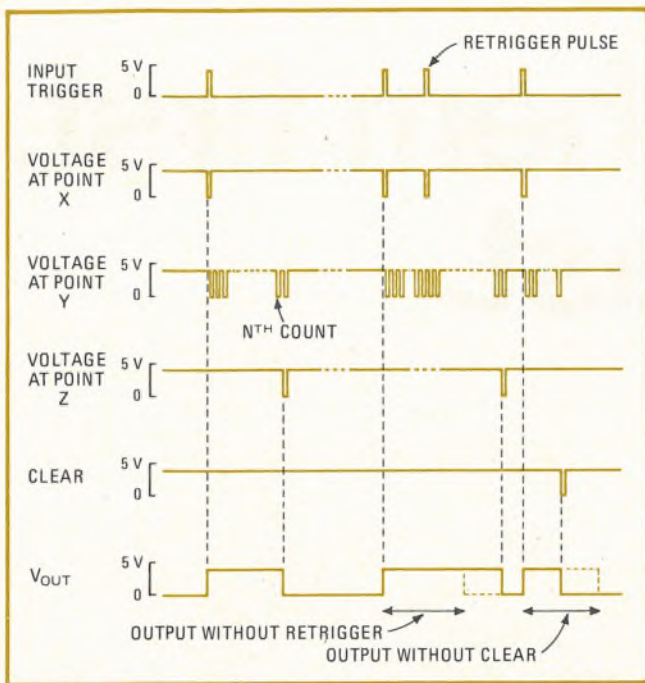 RETRIGGER PULSE
INPUT
TRIGGER
5 V
0
VOLTAGE
AT POINT
X
5 V
0
VOLTAGE
AT POINT
Y
5 V
0
NTH COUNT
VOLTAGE
AT POINT
Z
5 V
0
CLEAR
5 V
0
VOUT
5 V
0
OUTPUT WITHOUT RETRIGGER
OUTPUT WITHOUT CLEAR